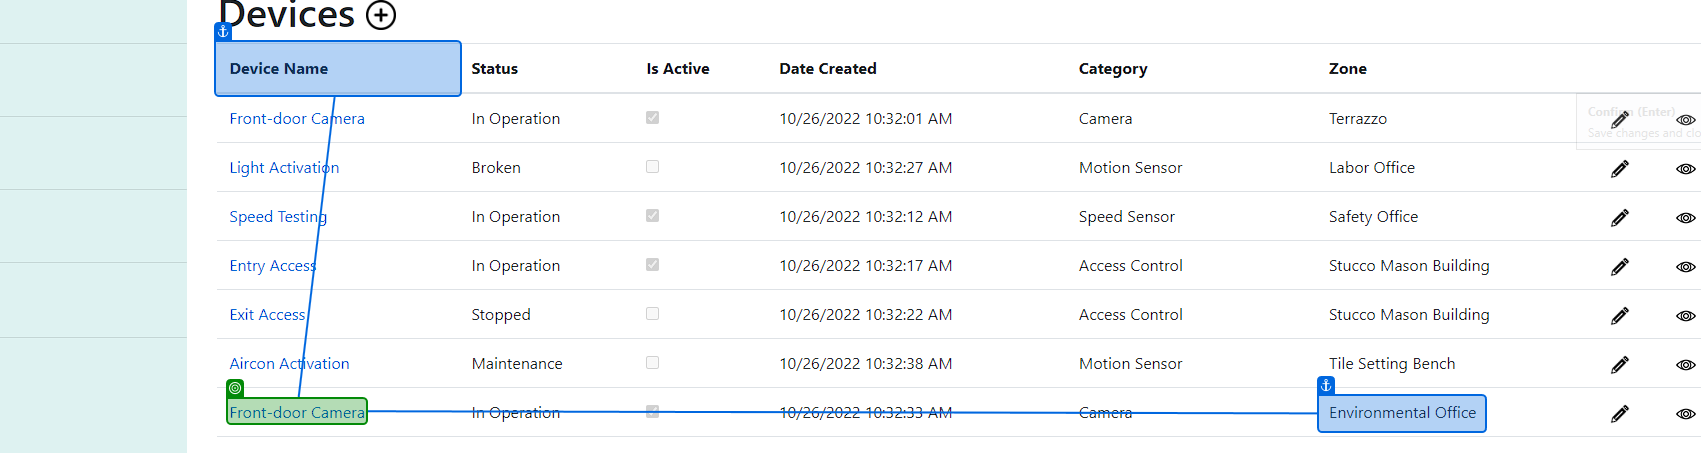 Devices
Device Name Status Is Active Date Created Category Zone
Front-door Camera In Operation 10/26/2022 10:32:01 AM Camera Terrazzo
Confirm (Enter)
Save changes and clo
Light Activation Broken 10/26/2022 10:32:27 AM Motion Sensor Labor Office
Speed Testing In Operation 10/26/2022 10:32:12 AM Speed Sensor Safety Office
Entry Access In Operation 10/26/2022 10:32:17 AM Access Control Stucco Mason Building
Exit Access Stopped 10/26/2022 10:32:22 AM Access Control Stucco Mason Building
Aircon Activation Maintenance 10/26/2022 10:32:38 AM Motion Sensor Tile Setting Bench
Front-door Camera In Operation 10/26/2022 10:32:33 AM Camera Environmental Office